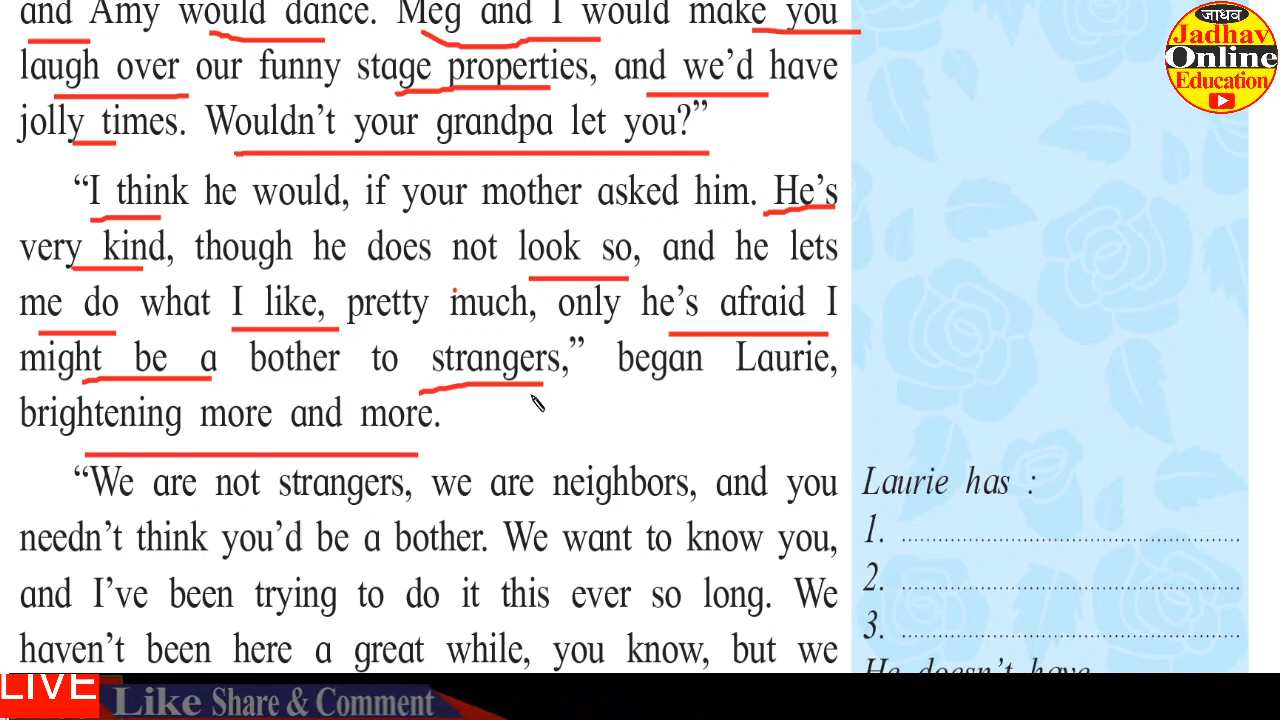 and Amy would dance. Meg and I would make you
laugh over our funny stage properties, and we'd have
jolly times. Wouldn't your grandpa let you?”
“I think he would, if your mother asked him. He's
very kind, though he does not look so, and he lets
me do what I like, pretty much, only he's afraid I
might be a bother to strangers,” began Laurie,
brightening more and more.
“We are not strangers, we are neighbors, and you
needn't think you'd be a bother. We want to know you,
and I've been trying to do it this ever so long. We
haven't been here a great while, you know, but we
Laurie has :
1. ........................................
2. ........................................
3. ........................................
He doesn't have
जाधव
Jadhav
Online
Education
LIVE
Like Share & Comment